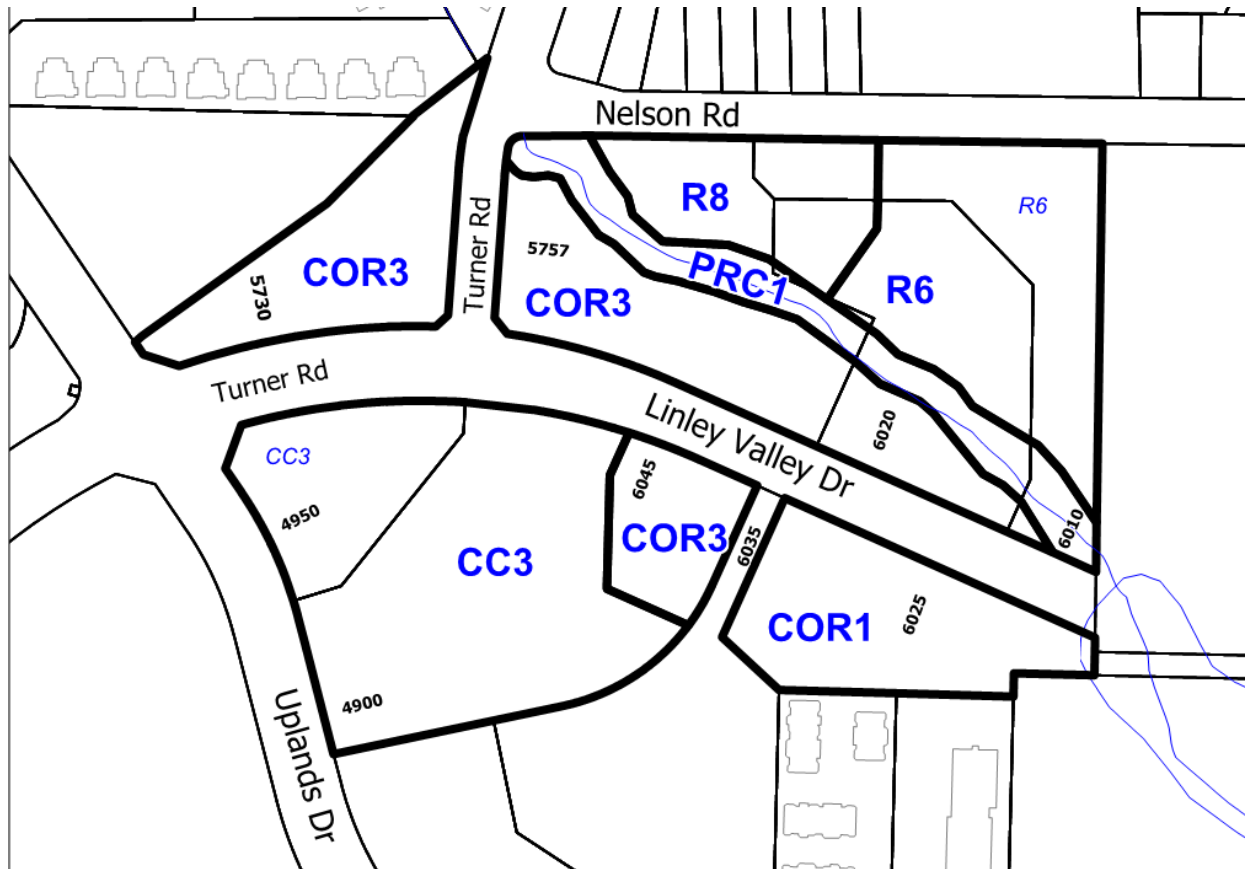 Nelson Rd
R8
R6
Turner Rd
5757
COR3
5730
PRC1
R6
COR3
Turner Rd
Linley Valley Dr
6020
CC3
6045
4950
6010
COR3
6035
CC3
6025
COR1
4900
Uplands Dr